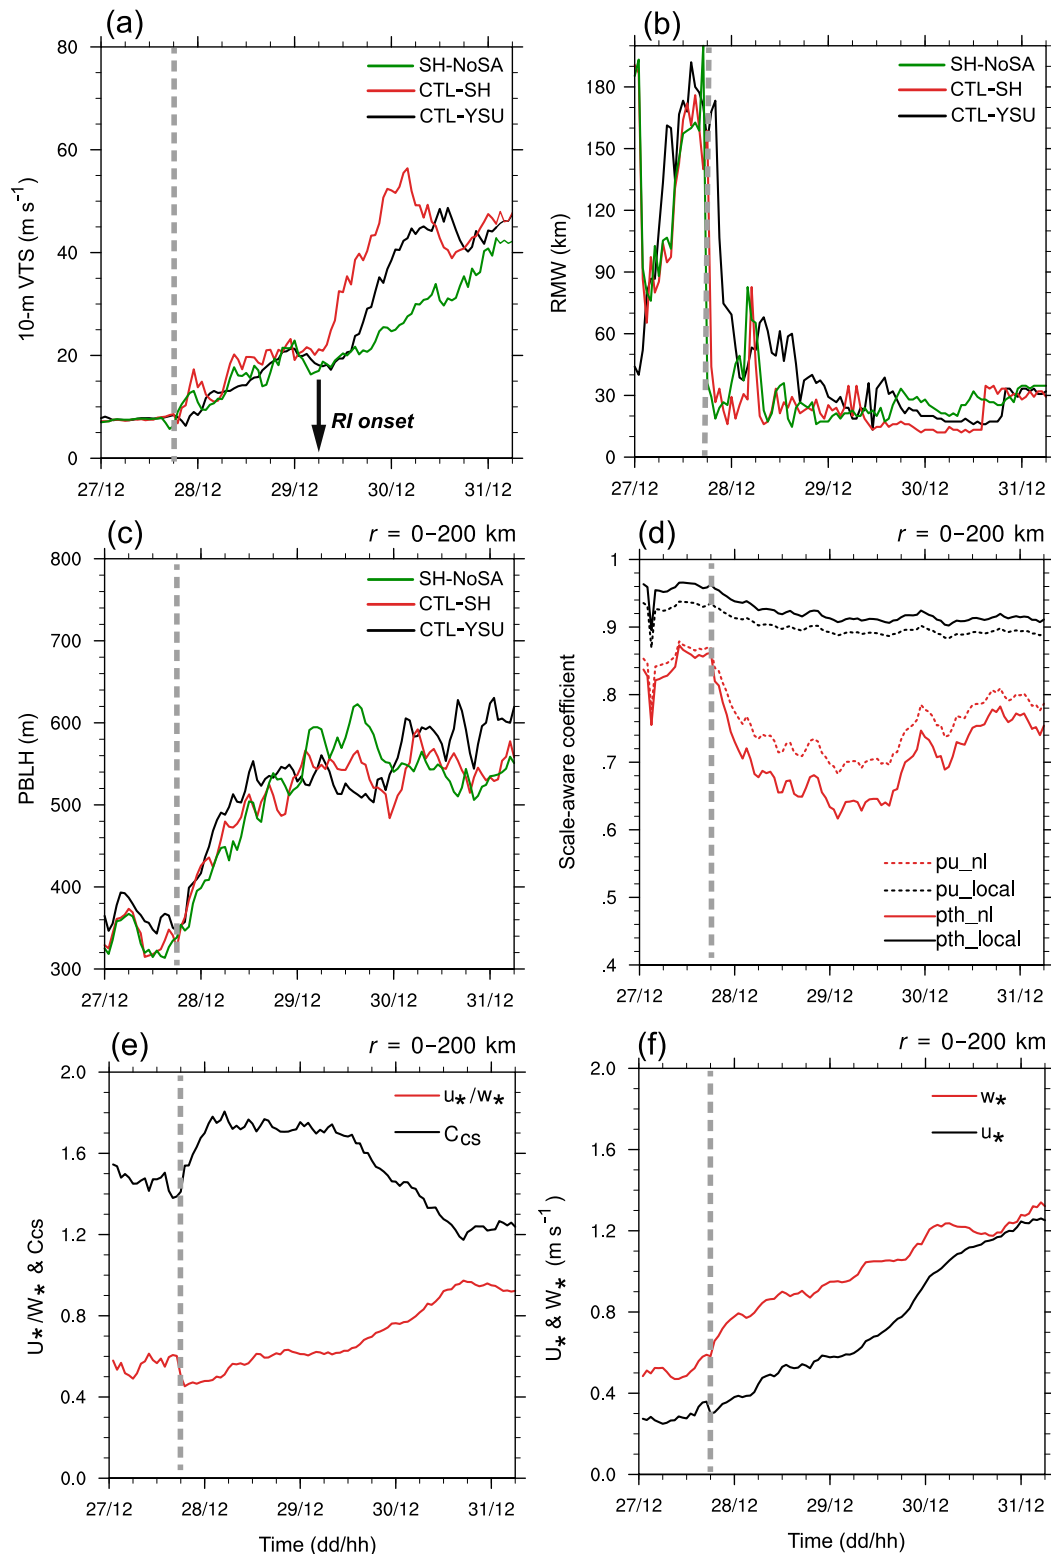 (a)
80
60
40
20
0
10-m VTS (m s⁻¹)
SH-NoSA
CTL-SH
CTL-YSU
RI onset
27/12 28/12 29/12 30/12 31/12
(b)
180
150
120
90
60
30
0
RMW (km)
SH-NoSA
CTL-SH
CTL-YSU
27/12 28/12 29/12 30/12 31/12
(c)
r = 0-200 km
800
700
600
500
400
300
PBLH (m)
SH-NoSA
CTL-SH
CTL-YSU
27/12 28/12 29/12 30/12 31/12
(d)
r = 0-200 km
1
.9
.8
.7
.6
.5
.4
Scale-aware coefficient
pu_nl
pu_local
pth_nl
pth_local
27/12 28/12 29/12 30/12 31/12
(e)
r = 0-200 km
2.0
1.6
1.2
0.8
0.4
0.0
U★/W★ & Ccs
u★/w★
Ccs
27/12 28/12 29/12 30/12 31/12
Time (dd/hh)
(f)
r = 0-200 km
2.0
1.6
1.2
0.8
0.4
0.0
U★ & W★ (m s⁻¹)
w★
u★
27/12 28/12 29/12 30/12 31/12
Time (dd/hh)